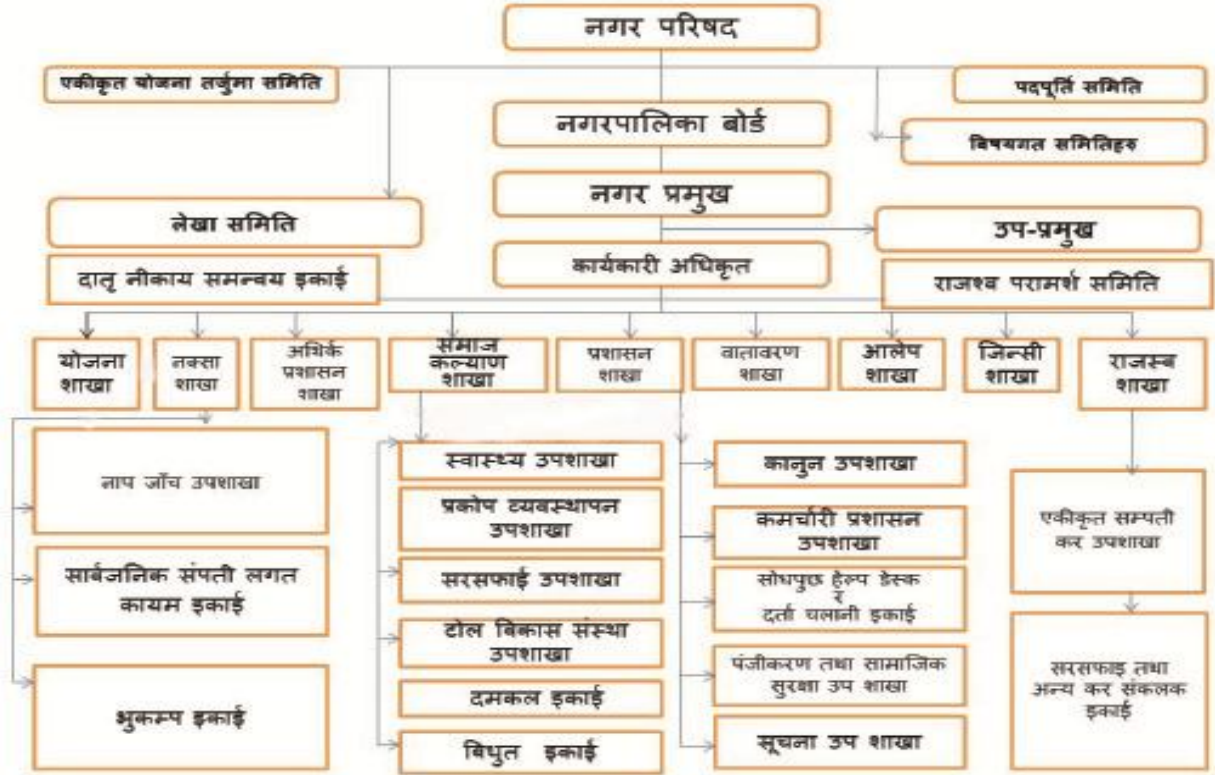 नगर परिषद
एकीकृत योजना तर्जुमा समिति
पदपूर्ति समिति
नगरपालिका बोर्ड
बिषयगत समितिहरु
नगर प्रमुख
लेखा समिति
उप-प्रमुख
कार्यकारी अधिकृत
दातृ नीकाय समन्वय इकाई
राजश्ब परामर्श समिति
योजना
शाखा
नक्सा
शाखा
अर्थिक
प्रशासन
शाखा
समाज
कल्याण
शाखा
प्रशासन
शाखा
वातावरण
शाखा
आलेप
शाखा
जिन्सी
शाखा
राजस्ब
शाखा
नाप जाँच उपशाखा
सार्बजनिक संपती लगत
कायम इकाई
भुकम्प इकाई
स्वास्थ्य उपशाखा
प्रकोप व्यबस्थापन
उपशाखा
सरसफाई उपशाखा
टोल बिकास संस्था
उपशाखा
दमकल इकाई
बिधुत इकाई
कानुन उपशाखा
कमर्चारी प्रशासन
उपशाखा
सोधपुछ हेल्प डेस्क
र
दर्ता चलानी इकाई
पंजीकरण तथा सामाजिक
सुरक्षा उप शाखा
सूचना उप शाखा
एकीकृत सम्पती
कर उपशाखा
सरसफाइ तथा
अन्य कर संकलक
इकाई